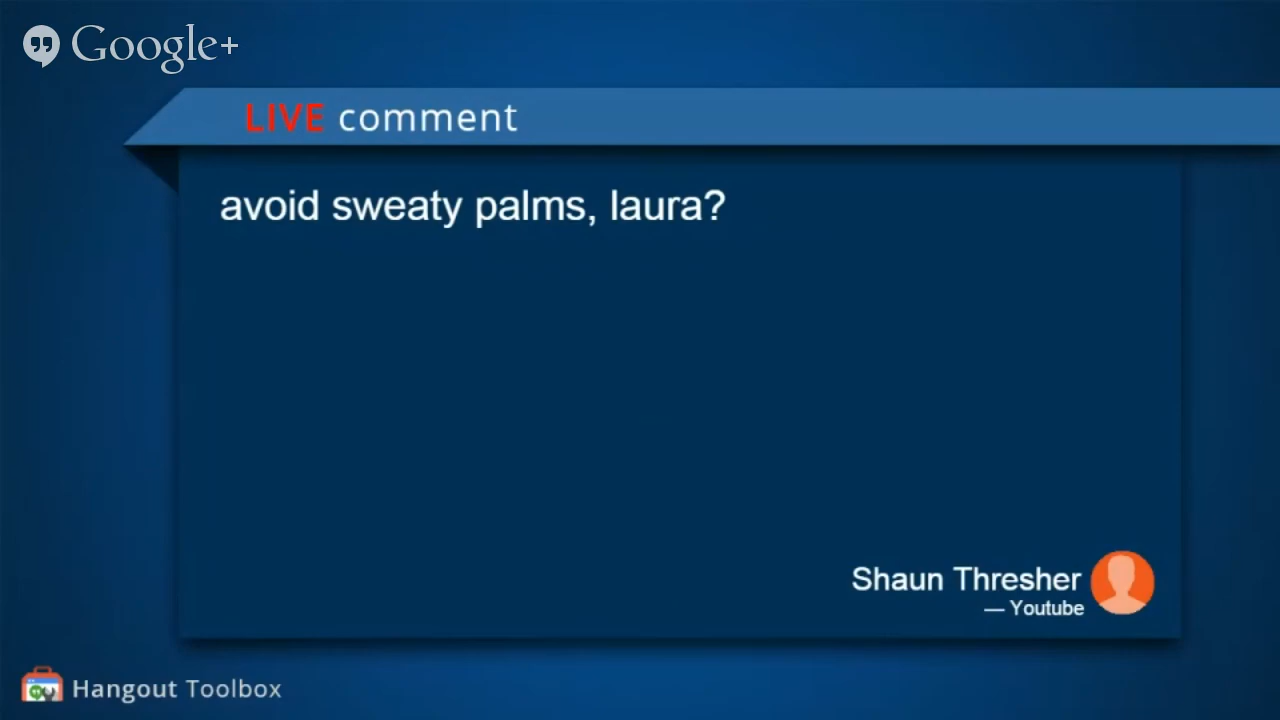 Google+
LIVE comment
avoid sweaty palms, laura?
Shaun Thresher
— Youtube
Hangout Toolbox